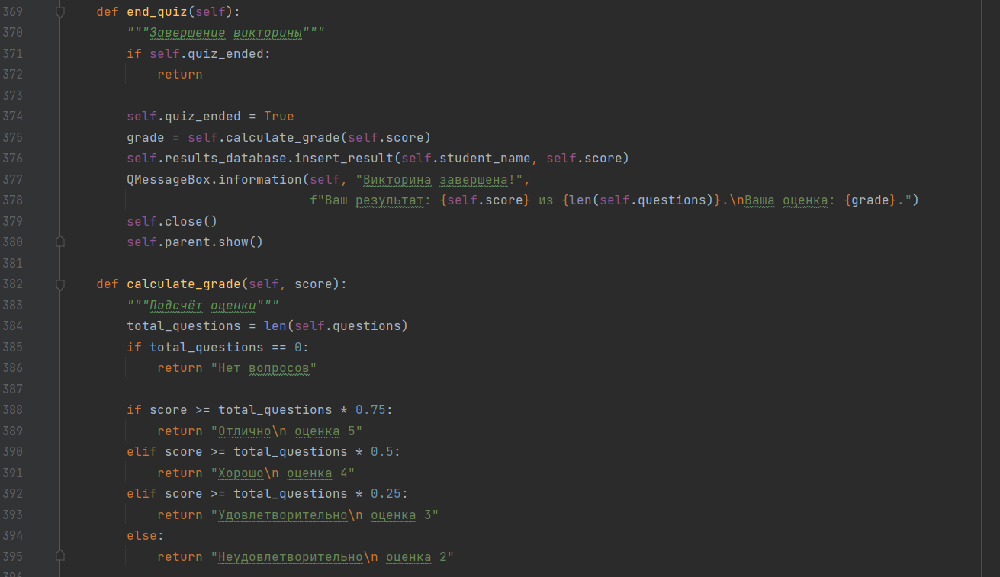 369 def end_quiz(self):
370 """Завершение викторины"""
371 if self.quiz_ended:
372 return
373
374 self.quiz_ended = True
375 grade = self.calculate_grade(self.score)
376 self.results_database.insert_result(self.student_name, self.score)
377 QMessageBox.information(self, "Викторина завершена!",
378 f"Ваш результат: {self.score} из {len(self.questions)}.\nВаша оценка: {grade}.")
379 self.close()
380 self.parent.show()
381
382 def calculate_grade(self, score):
383 """Подсчёт оценки"""
384 total_questions = len(self.questions)
385 if total_questions == 0:
386 return "Нет вопросов"
387
388 if score >= total_questions * 0.75:
389 return "Отлично\n оценка 5"
390 elif score >= total_questions * 0.5:
391 return "Хорошо\n оценка 4"
392 elif score >= total_questions * 0.25:
393 return "Удовлетворительно\n оценка 3"
394 else:
395 return "Неудовлетворительно\n оценка 2"